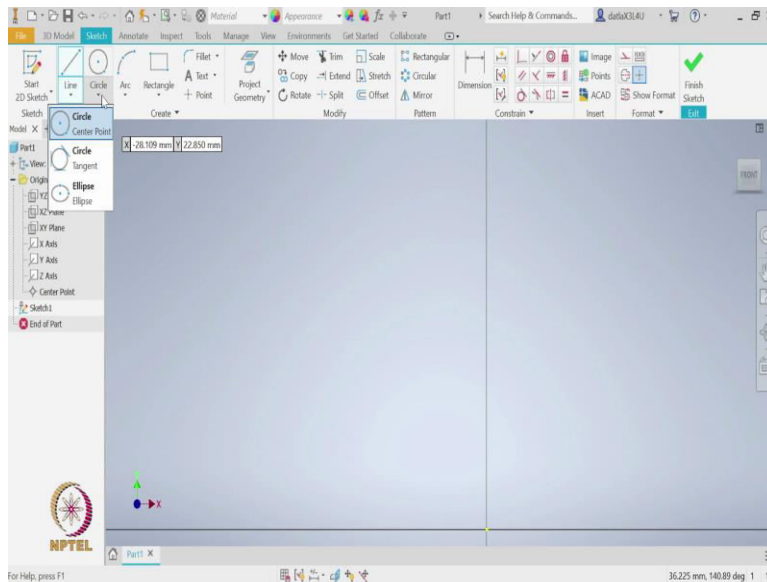 Material Appearance Part1 Search Help & Commands... datlaX3L4U
File 3D Model Sketch Annotate Inspect Tools Manage View Environments Get Started Collaborate
Start 2D Sketch
Line Circle Arc Rectangle
Fillet
Text
Point
Project Geometry
Move Trim Scale
Copy Extend Stretch
Rotate Split Offset
Rectangular
Circular
Mirror
Dimension
Image
Points
ACAD
Show Format
Finish Sketch
Sketch Create Modify Pattern Constrain Insert Format Exit
Circle
Center Point
Circle
Tangent
Ellipse
Ellipse
Model X +
Part1
View:
Origin
YZ
XZ Plane
XY Plane
X Axis
Y Axis
Z Axis
Center Point
Sketch1
End of Part
X -28.109 mm Y 22.850 mm
FRONT
X
NPTEL
Part1 X
For Help, press F1
36.225 mm, 140.89 deg 1